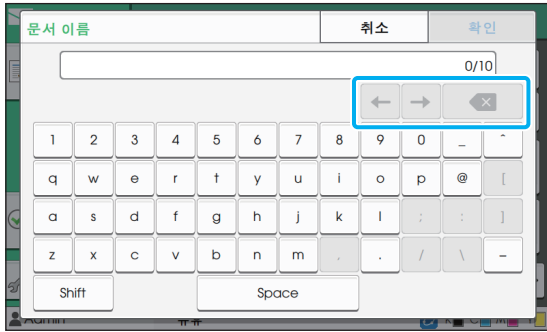 문서 이름 취소 확인
0/10
← →
1 2 3 4 5 6 7 8 9 0 _ ^
q w e r t y u i o p @ [
a s d f g h j k l ; : ]
z x c v b n m , . / \ -
Shift Space
Admin